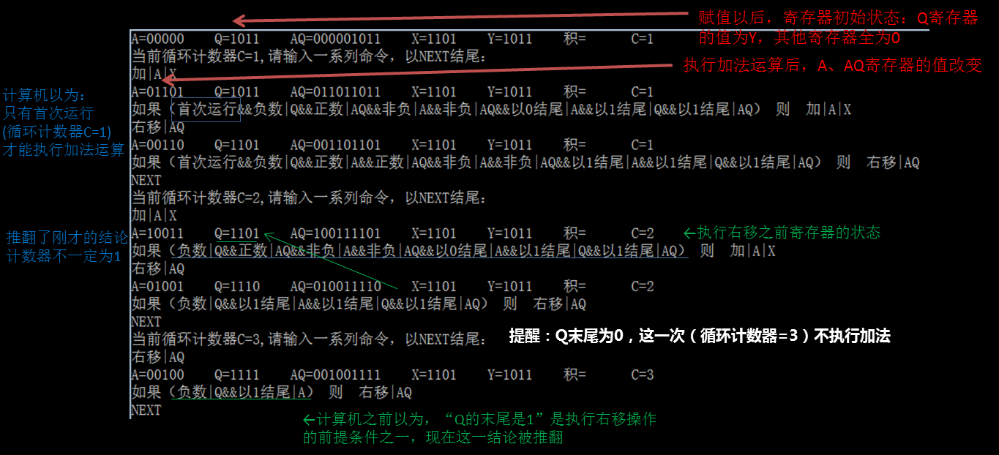 赋值以后，寄存器初始状态：Q寄存器
的值为Y，其他寄存器全为0
A=00000 Q=1011 AQ=000001011 X=1101 Y=1011 积= C=1
当前循环计数器C=1,请输入一系列命令，以NEXT结尾：
执行加法运算后，A、AQ寄存器的值改变
加|A|X
A=01101 Q=1011 AQ=011011011 X=1101 Y=1011 积= C=1
计算机以为：
只有首次运行
(循环计数器C=1)
才能执行加法运算
如果（首次运行&&负数|Q&&正数|AQ&&非负|A&&非负|AQ&&以0结尾|A&&以1结尾|Q&&以1结尾|AQ） 则 加|A|X
右移|AQ
A=00110 Q=1101 AQ=001101101 X=1101 Y=1011 积= C=1
如果（首次运行&&负数|Q&&正数|A&&正数|AQ&&非负|A&&非负|AQ&&以1结尾|A&&以1结尾|Q&&以1结尾|AQ） 则 右移|AQ
NEXT
当前循环计数器C=2,请输入一系列命令，以NEXT结尾：
加|A|X
推翻了刚才的结论
计数器不一定为1
A=10011 Q=1101 AQ=100111101 X=1101 Y=1011 积= C=2
←执行右移之前寄存器的状态
如果（负数|Q&&正数|AQ&&非负|A&&非负|AQ&&以0结尾|A&&以1结尾|Q&&以1结尾|AQ） 则 加|A|X
右移|AQ
A=01001 Q=1110 AQ=010011110 X=1101 Y=1011 积= C=2
如果（负数|Q&&以1结尾|A&&以1结尾|Q&&以1结尾|AQ） 则 右移|AQ
NEXT
当前循环计数器C=3,请输入一系列命令，以NEXT结尾：
提醒：Q末尾为0，这一次（循环计数器=3）不执行加法
右移|AQ
A=00100 Q=1111 AQ=001001111 X=1101 Y=1011 积= C=3
如果（负数|Q&&以1结尾|A） 则 右移|AQ
NEXT
←计算机之前以为，“Q的末尾是1”是执行右移操作
的前提条件之一，现在这一结论被推翻